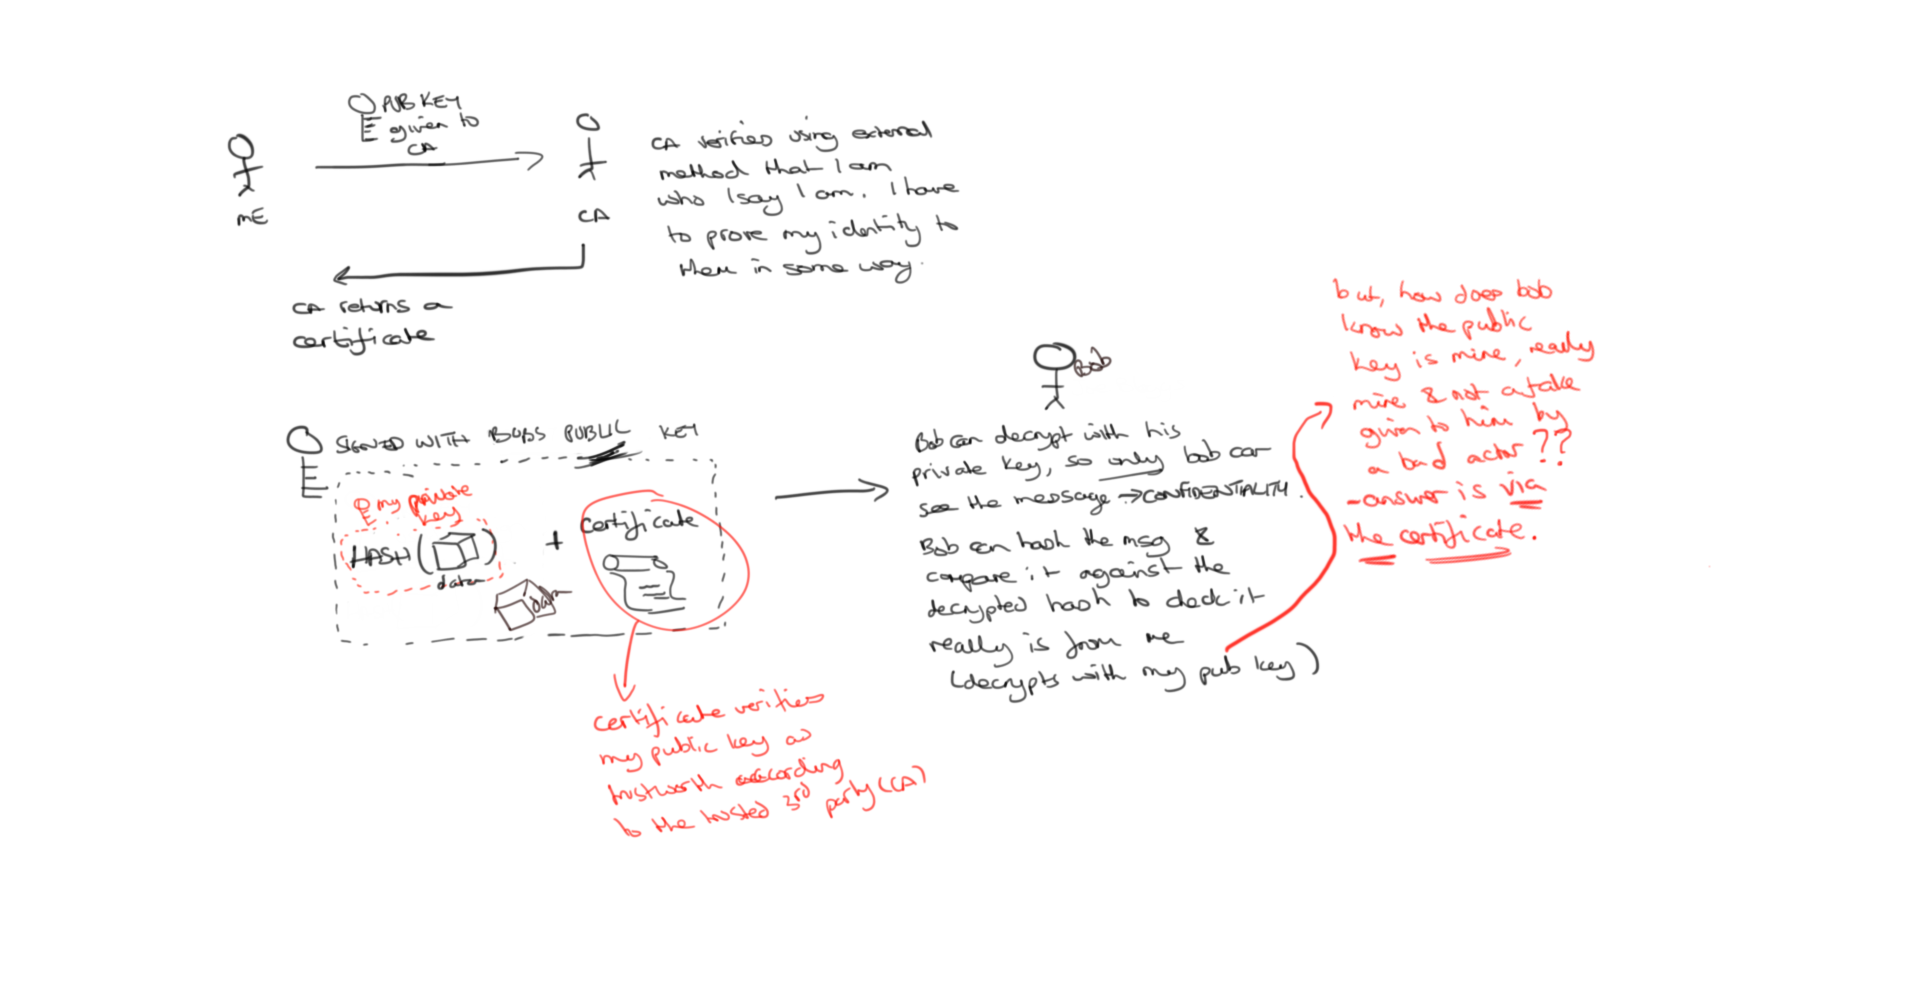 PUB KEY
given to
CA
ME
CA
CA verifies using external
method that I am
who I say I am. I have
to prove my identity to
them in some way.
CA returns a
certificate
SIGNED WITH BOBS PUBLIC KEY
my private
key
HASH( )
data
+
certificate
data
certificate verifies
my public key as
trustworth according
to the trusted 3rd party (CA)
Bob
Bob can decrypt with his
private key, so only bob can
see the message → CONFIDENTIALITY.
Bob can hash the msg &
compare it against the
decrypted hash to check it
really is from me
(decrypts with my pub key)
but, how does bob
know the public
key is mine, really
mine & not a fake
given to him by
a bad actor??
-answer is via
the certificate.